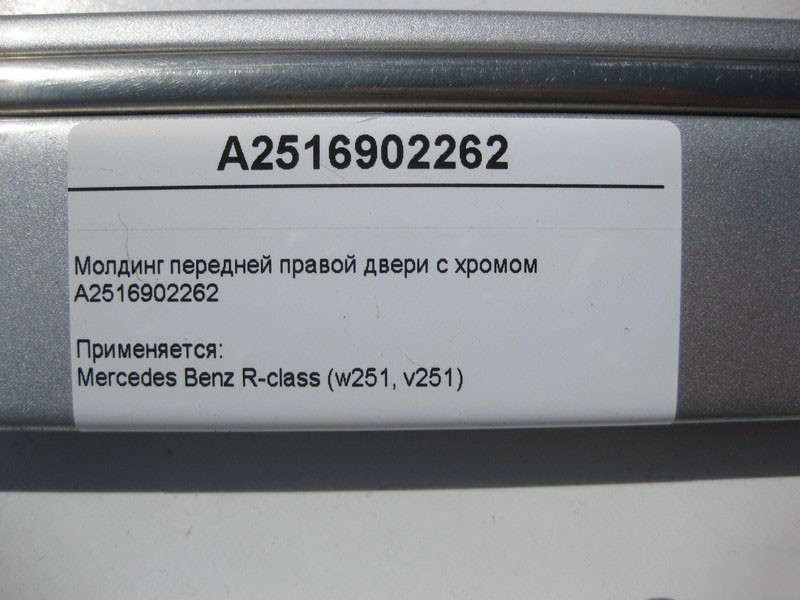 A2516902262
Молдинг передней правой двери с хромом
A2516902262
Применяется:
Mercedes Benz R-class (w251, v251)